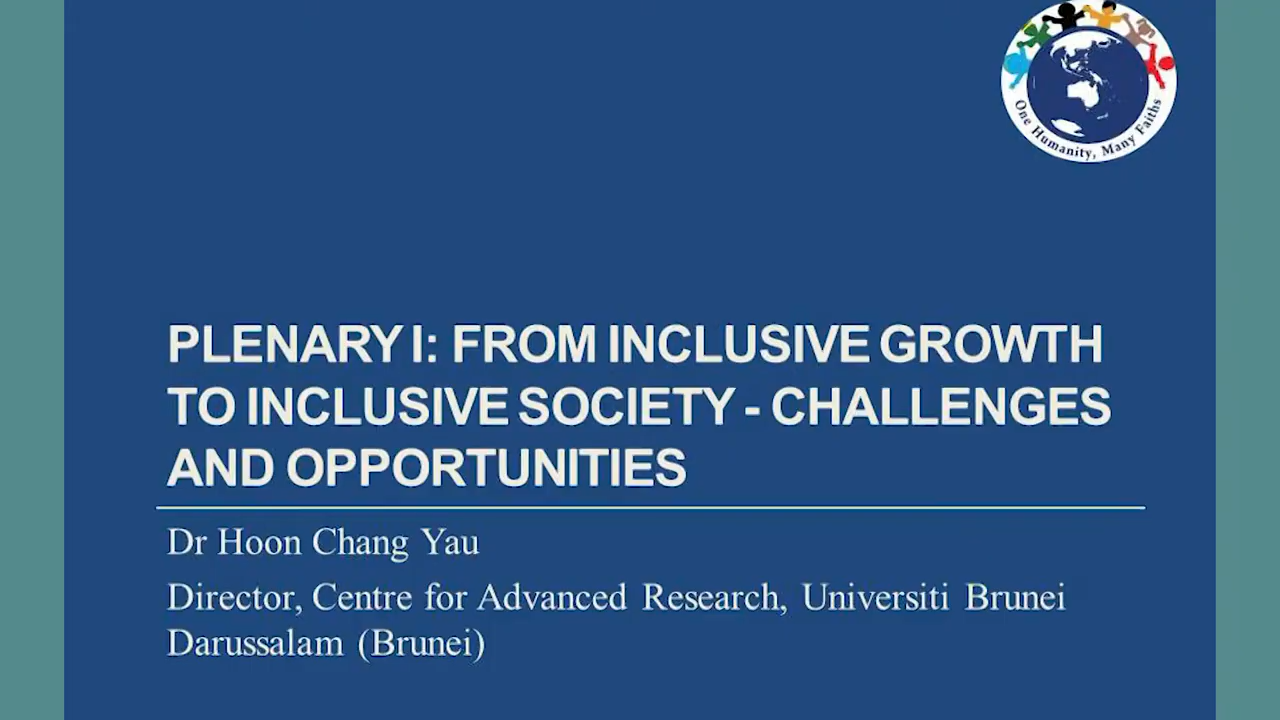 One Humanity, Many Faiths
PLENARY I: FROM INCLUSIVE GROWTH
TO INCLUSIVE SOCIETY - CHALLENGES
AND OPPORTUNITIES
Dr Hoon Chang Yau
Director, Centre for Advanced Research, Universiti Brunei
Darussalam (Brunei)